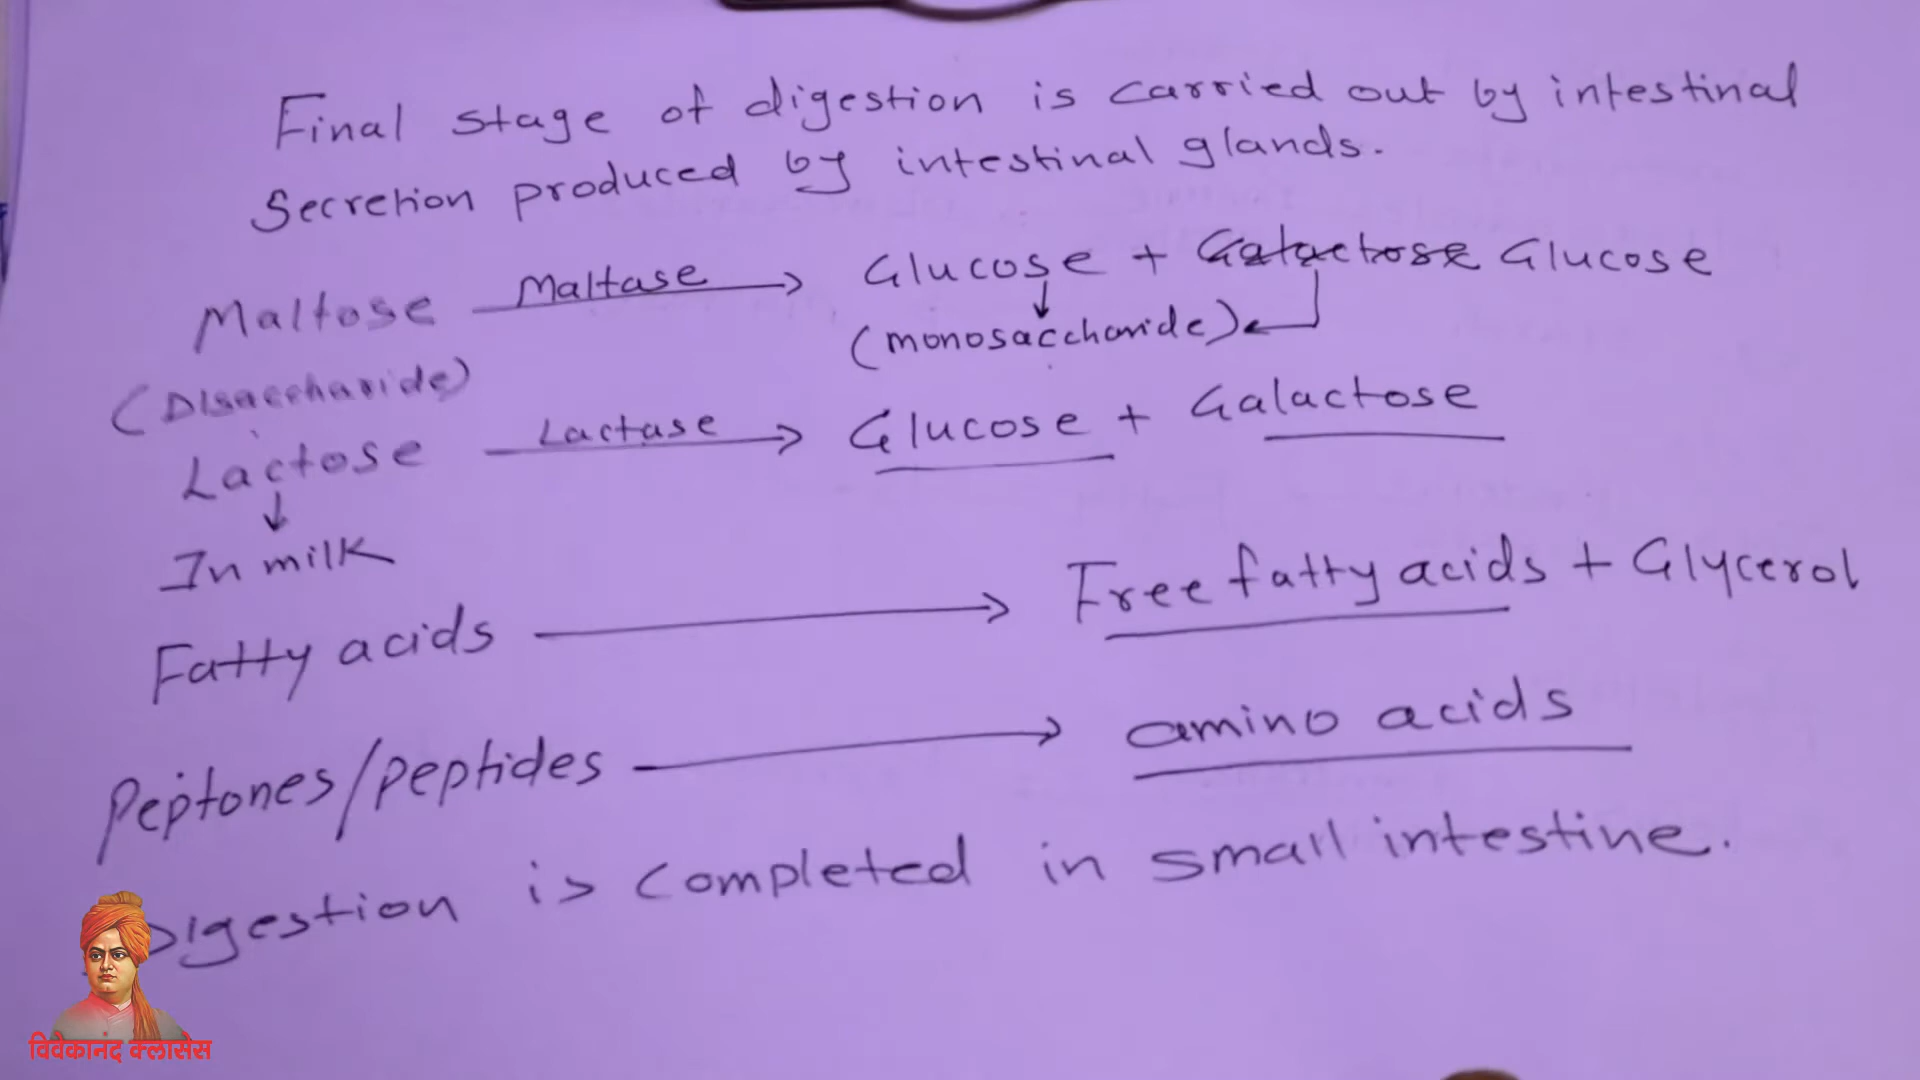 Final stage of digestion is carried out by intestinal
Secretion produced by intestinal glands.
Maltose Maltase → Glucose + Galactose Glucose
(monosaccharide)
(Disaccharide)
Lactose Lactase → Glucose + Galactose
↓
In milk
Fatty acids → Free fatty acids + Glycerol
Peptones/peptides → amino acids
Digestion is completed in small intestine.
विवेकानद क्लासेस